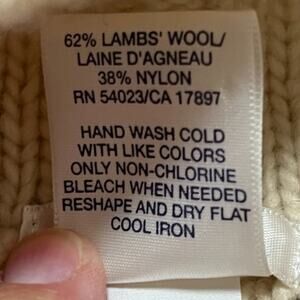 62% LAMBS' WOOL/
LAINE D'AGNEAU
38% NYLON
RN 54023/CA 17897
HAND WASH COLD
WITH LIKE COLORS
ONLY NON-CHLORINE
BLEACH WHEN NEEDED
RESHAPE AND DRY FLAT
COOL IRON